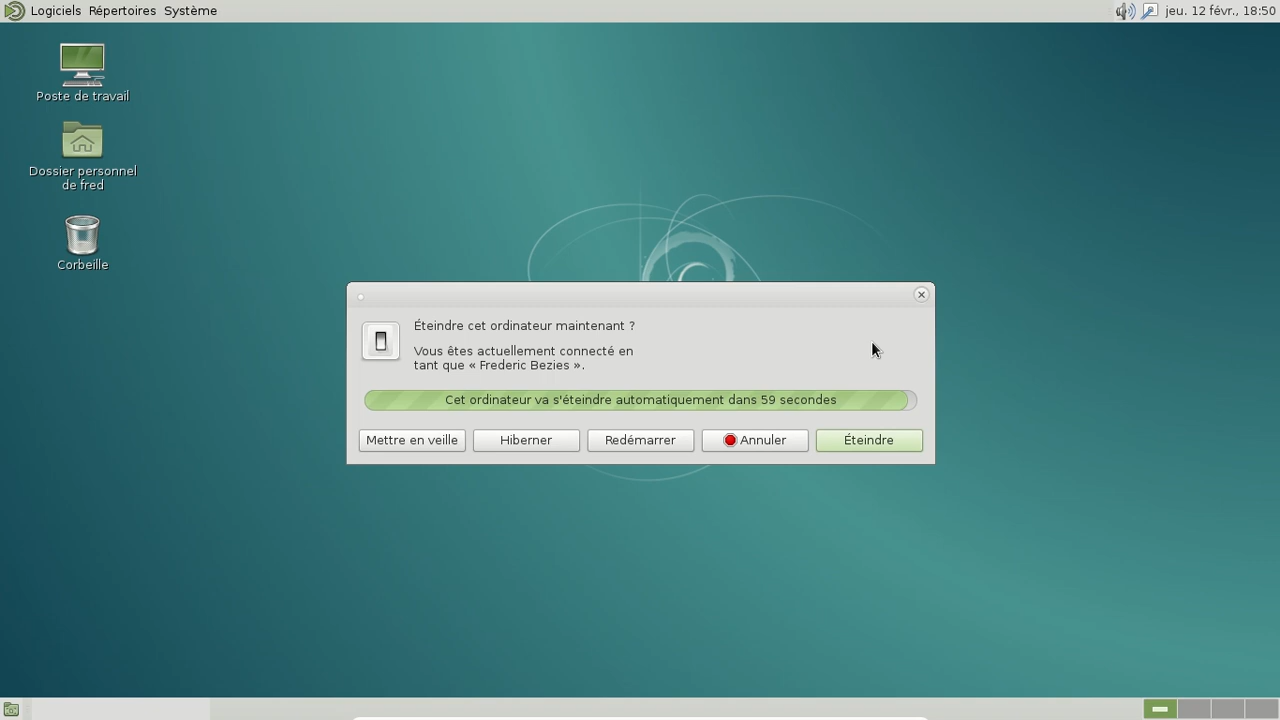 Logiciels Répertoires Système
jeu. 12 févr., 18:50
Poste de travail
Dossier personnel
de fred
Corbeille
Éteindre cet ordinateur maintenant ?
Vous êtes actuellement connecté en
tant que « Frederic Bezies ».
Cet ordinateur va s'éteindre automatiquement dans 59 secondes
Mettre en veille
Hiberner
Redémarrer
Annuler
Éteindre